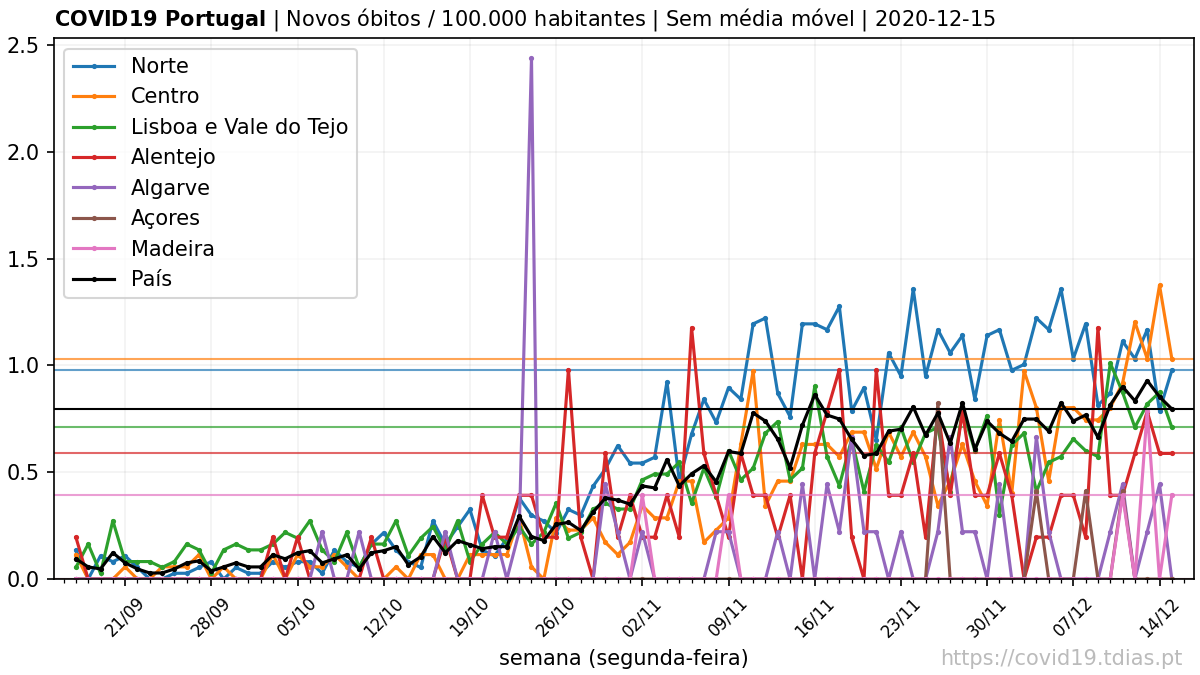 COVID19 Portugal | Novos óbitos / 100.000 habitantes | Sem média móvel | 2020-12-15
2.5
2.0
1.5
1.0
0.5
0.0
Norte
Centro
Lisboa e Vale do Tejo
Alentejo
Algarve
Açores
Madeira
País
21/09
28/09
05/10
12/10
19/10
26/10
02/11
09/11
16/11
23/11
30/11
07/12
14/12
semana (segunda-feira)
https://covid19.tdias.pt